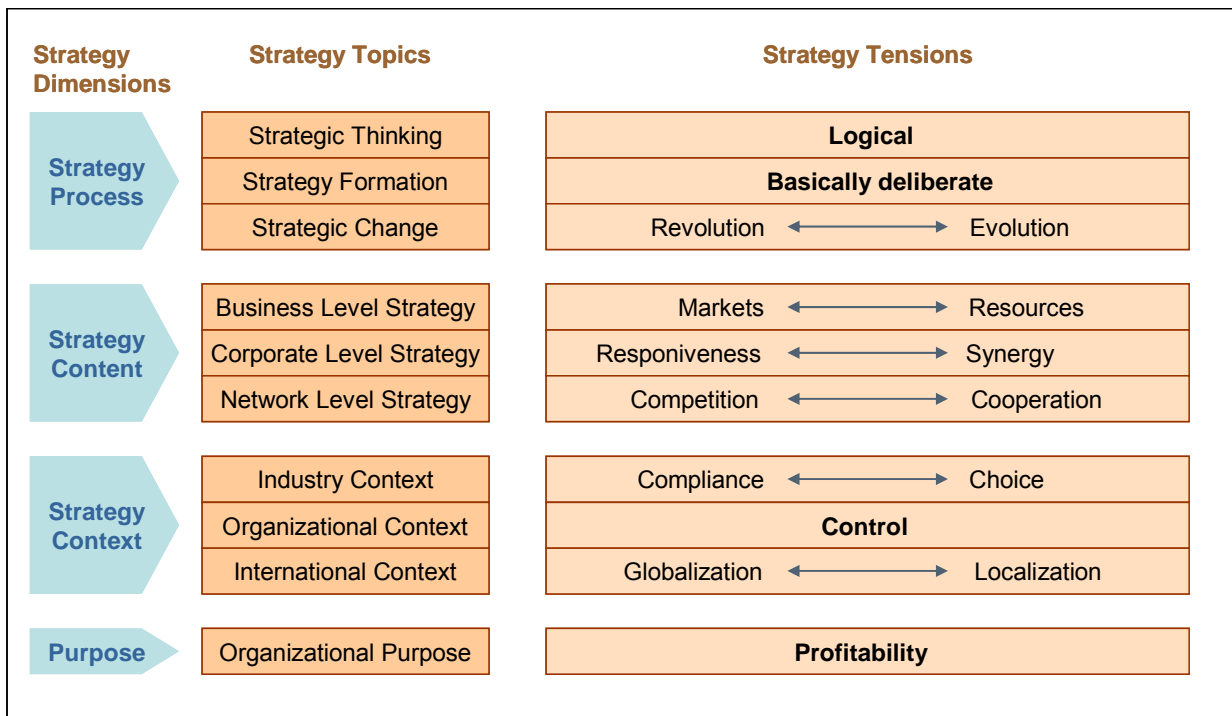 Strategy Dimensions
Strategy Topics
Strategy Tensions
Strategy Process
Strategic Thinking
Logical
Strategy Formation
Basically deliberate
Strategic Change
Revolution Evolution
Strategy Content
Business Level Strategy
Markets Resources
Corporate Level Strategy
Responiveness Synergy
Network Level Strategy
Competition Cooperation
Strategy Context
Industry Context
Compliance Choice
Organizational Context
Control
International Context
Globalization Localization
Purpose
Organizational Purpose
Profitability